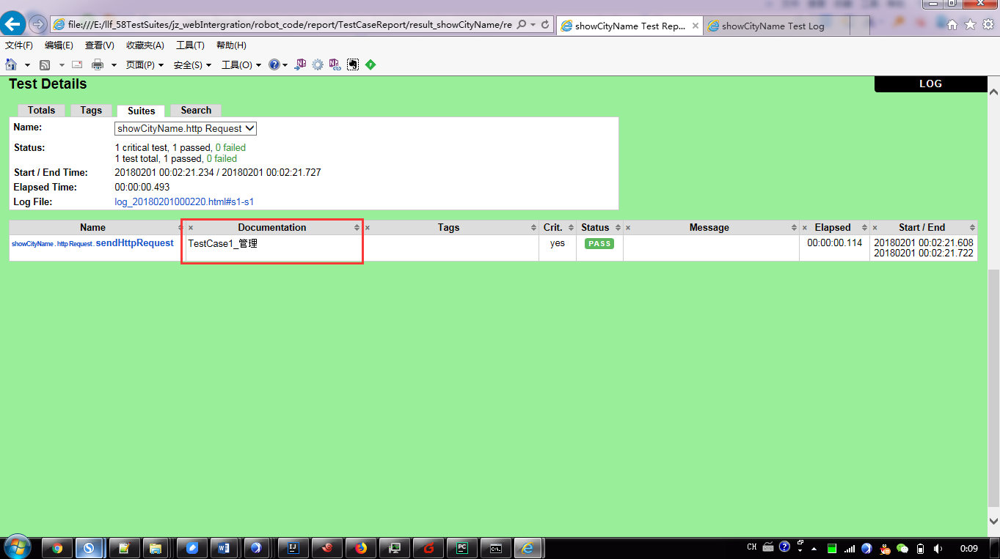 file:///E:/llf_58TestSuites/jz_webIntergration/robot_code/report/TestCaseReport/result_showCityName/re
showCityName Test Rep...
showCityName Test Log
文件(F) 编辑(E) 查看(V) 收藏夹(A) 工具(T) 帮助(H)
页面(P) 安全(S) 工具(O)
Test Details
LOG
Totals Tags Suites Search
Name: showCityName.http Request
Status: 1 critical test, 1 passed, 0 failed
1 test total, 1 passed, 0 failed
Start / End Time: 20180201 00:02:21.234 / 20180201 00:02:21.727
Elapsed Time: 00:00:00.493
Log File: log_20180201000220.html#s1-s1
Name × Documentation × Tags Crit. Status × Message × Elapsed × Start / End
showCityName . http Request . sendHttpRequest TestCase1_管理 yes PASS 00:00:00.114 20180201 00:02:21.608
20180201 00:02:21.722
CH 0:09